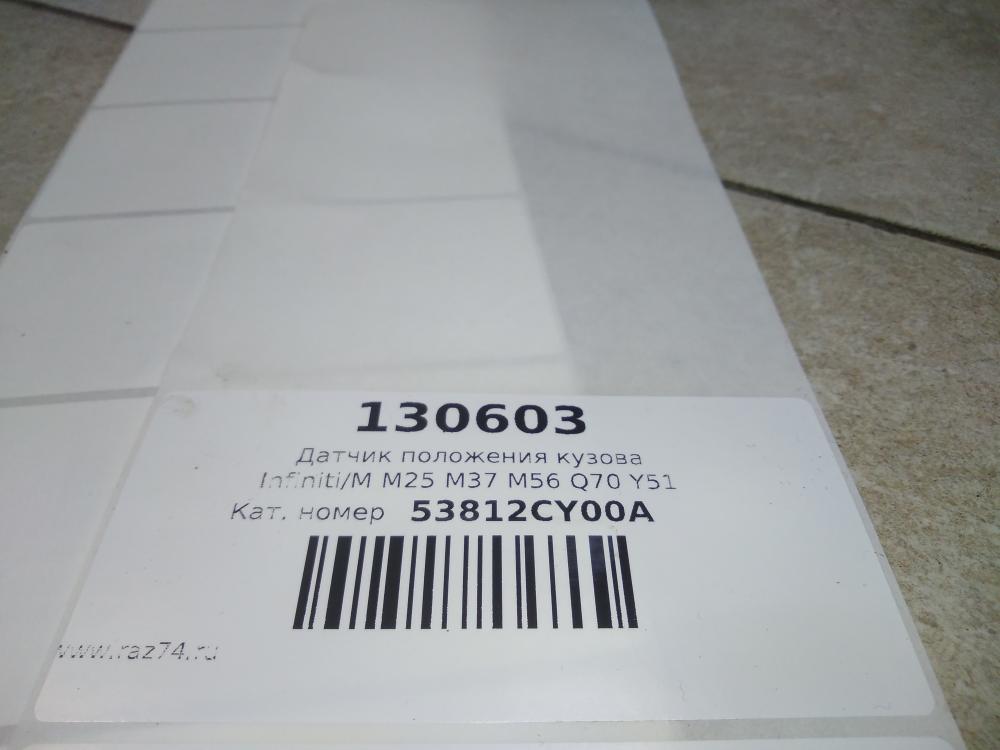 130603
Датчик положения кузова
Infiniti/M M25 M37 M56 Q70 Y51
Кат. номер 53812CY00A
www.raz74.ru